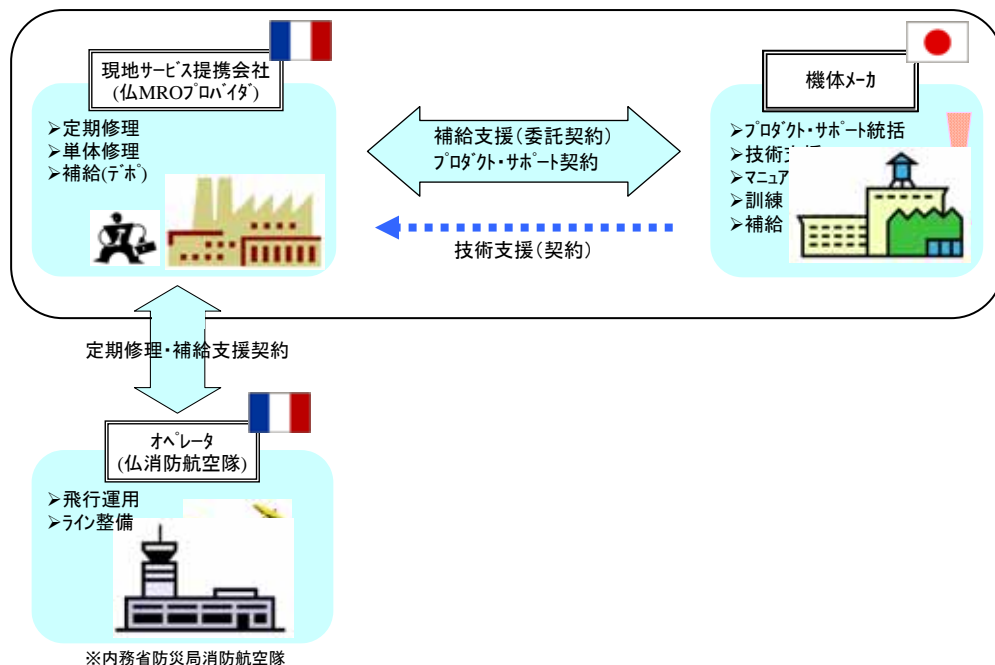 現地サービス提携会社
(仏MROプロバイダ)
➢定期修理
➢単体修理
➢補給(デポ)
補給支援(委託契約)
プロダクト・サポート契約
技術支援(契約)
機体メーカ
➢プロダクト・サポート統括
➢技術支援
➢マニュア
➢訓練
➢補給
定期修理・補給支援契約
オペレータ
(仏消防航空隊)
➢飛行運用
➢ライン整備
※内務省防災局消防航空隊